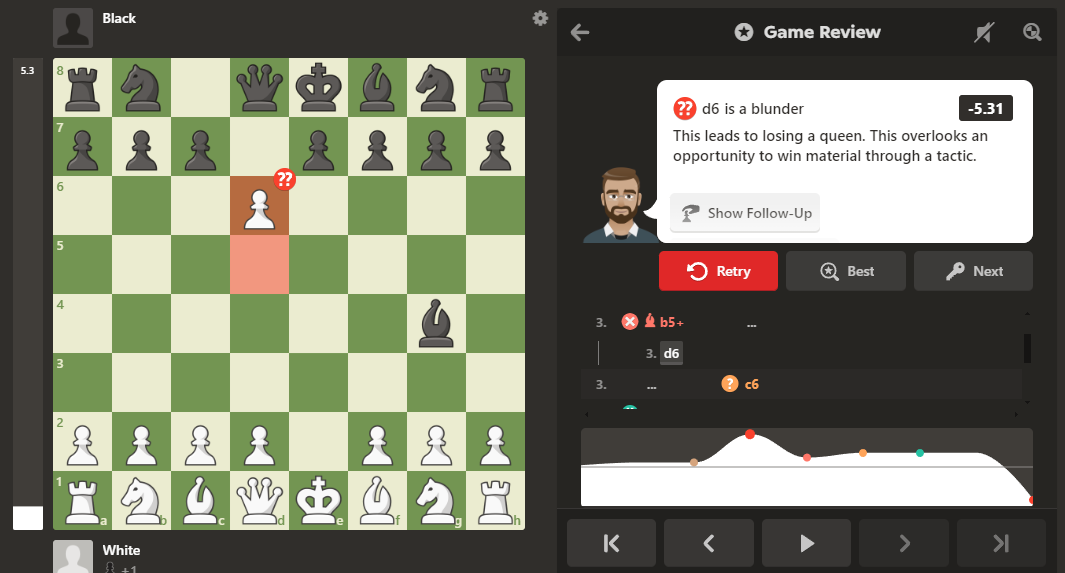 Black
5.3
8
7
6
??
5
4
3
2
1
a
b
c
d
e
f
g
h
White
+1
Game Review
?? d6 is a blunder
-5.31
This leads to losing a queen. This overlooks an
opportunity to win material through a tactic.
Show Follow-Up
Retry
Best
Next
3. b5+ ...
3. d6
3. ... ? c6